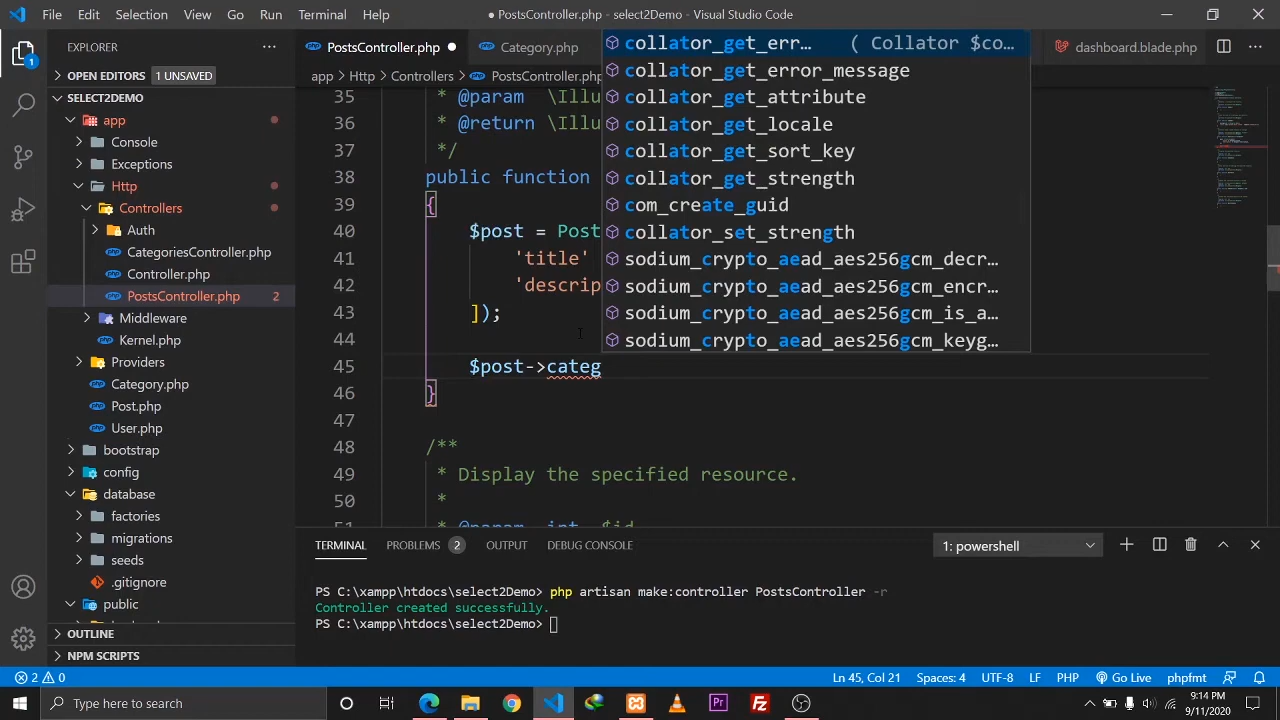 File Edit Selection View Go Run Terminal Help
● PostsController.php - select2Demo - Visual Studio Code
EXPLORER
OPEN EDITORS 1 UNSAVED
SELECT2DEMO
app
Console
Exceptions
Http
Controllers
Auth
CategoriesController.php
Controller.php
PostsController.php 2
Middleware
Kernel.php
Providers
Category.php
Post.php
User.php
bootstrap
config
database
factories
migrations
seeds
.gitignore
public
OUTLINE
NPM SCRIPTS
1
PostsController.php ●
Category.php
dashboard.blade.php
app > Http > Controllers > PostsController.php
35 * @param \Illu
36 * @return \Illu
37 */
38 public function
39 {
40 $post = Post
41 'title'
42 'descrip
43 ]);
44
45 $post->categ
46 }
47
48 /**
49 * Display the specified resource.
50 *
51 * @param int $id
collator_get_err… ( Collator $co…
collator_get_error_message
collator_get_attribute
collator_get_locale
collator_get_sort_key
collator_get_strength
com_create_guid
collator_set_strength
sodium_crypto_aead_aes256gcm_decr…
sodium_crypto_aead_aes256gcm_encr…
sodium_crypto_aead_aes256gcm_is_a…
sodium_crypto_aead_aes256gcm_keyg…
TERMINAL PROBLEMS 2 OUTPUT DEBUG CONSOLE
1: powershell
PS C:\xampp\htdocs\select2Demo> php artisan make:controller PostsController -r
Controller created successfully.
PS C:\xampp\htdocs\select2Demo>
2 0
Ln 45, Col 21 Spaces: 4 UTF-8 LF PHP Go Live phpfmt
Type here to search
9:14 PM
9/11/2020